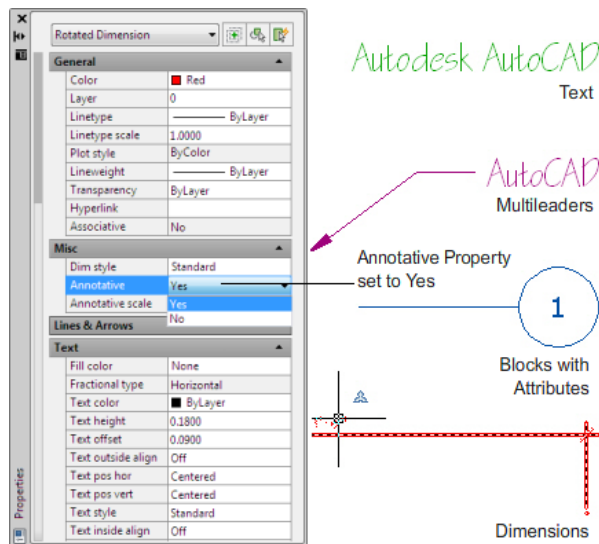 Rotated Dimension
General
Color Red
Layer 0
Linetype ByLayer
Linetype scale 1.0000
Plot style ByColor
Lineweight ByLayer
Transparency ByLayer
Hyperlink
Associative No
Misc
Dim style Standard
Annotative Yes
Annotative scale Yes
No
Lines & Arrows
Text
Fill color None
Fractional type Horizontal
Text color ByLayer
Text height 0.1800
Text offset 0.0900
Text outside align Off
Text pos hor Centered
Text pos vert Centered
Text style Standard
Text inside align Off
Properties
Autodesk AutoCAD
Text
AutoCAD
Multileaders
Annotative Property
set to Yes
1
Blocks with
Attributes
Dimensions